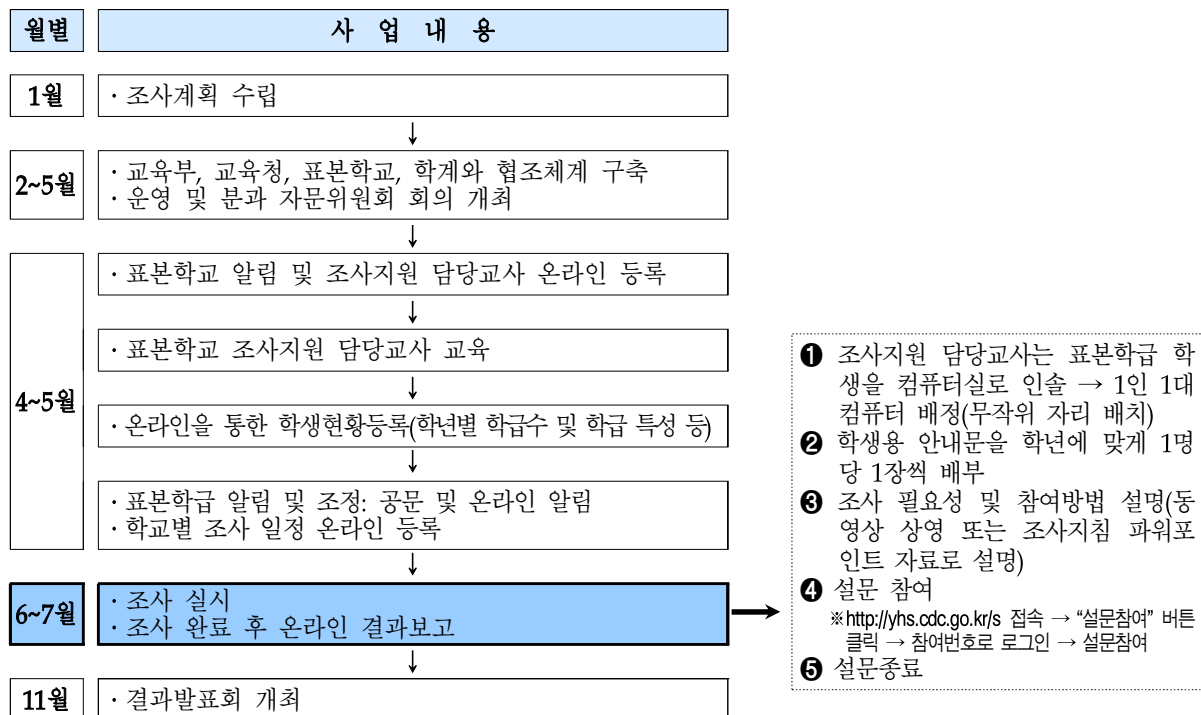 월별 사 업 내 용
1월 · 조사계획 수립
↓
2~5월 · 교육부, 교육청, 표본학교, 학계와 협조체계 구축
· 운영 및 분과 자문위원회 회의 개최
↓
4~5월
· 표본학교 알림 및 조사지원 담당교사 온라인 등록
↓
· 표본학교 조사지원 담당교사 교육
↓
· 온라인을 통한 학생현황등록(학년별 학급수 및 학급 특성 등)
↓
· 표본학급 알림 및 조정: 공문 및 온라인 알림
· 학교별 조사 일정 온라인 등록
↓
6~7월 · 조사 실시
· 조사 완료 후 온라인 결과보고
↓
11월 · 결과발표회 개최
❶ 조사지원 담당교사는 표본학급 학
생을 컴퓨터실로 인솔 → 1인 1대
컴퓨터 배정(무작위 자리 배치)
❷ 학생용 안내문을 학년에 맞게 1명
당 1장씩 배부
❸ 조사 필요성 및 참여방법 설명(동
영상 상영 또는 조사지침 파워포
인트 자료로 설명)
❹ 설문 참여
※http://yhs.cdc.go.kr/s 접속 → “설문참여” 버튼
클릭 → 참여번호로 로그인 → 설문참여
❺ 설문종료